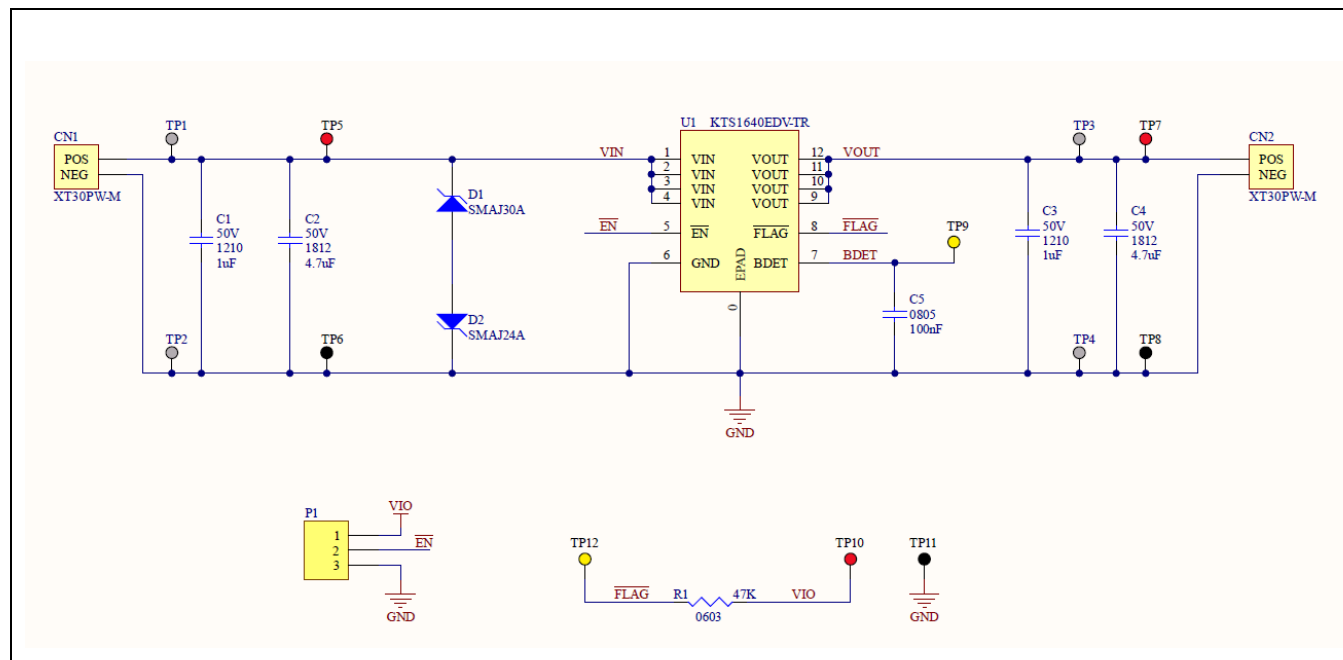 U1 KTS1640EDV-TR
CN1
POS
NEG
XT30PW-M
TP1
TP5
VIN
1 VIN
2 VIN
3 VIN
4 VIN
5 EN
6 GND
VOUT 12
VOUT 11
VOUT 10
VOUT 9
FLAG 8
BDET 7
EPAD
0
VOUT
EN
FLAG
BDET
TP9
TP3
TP7
CN2
POS
NEG
XT30PW-M
C1
50V
1210
1uF
C2
50V
1812
4.7uF
D1
SMAJ30A
D2
SMAJ24A
C5
0805
100nF
C3
50V
1210
1uF
C4
50V
1812
4.7uF
TP2
TP6
TP4
TP8
GND
P1
1
2
3
VIO
EN
GND
TP12
FLAG R1 47K VIO
0603
TP10
TP11
GND